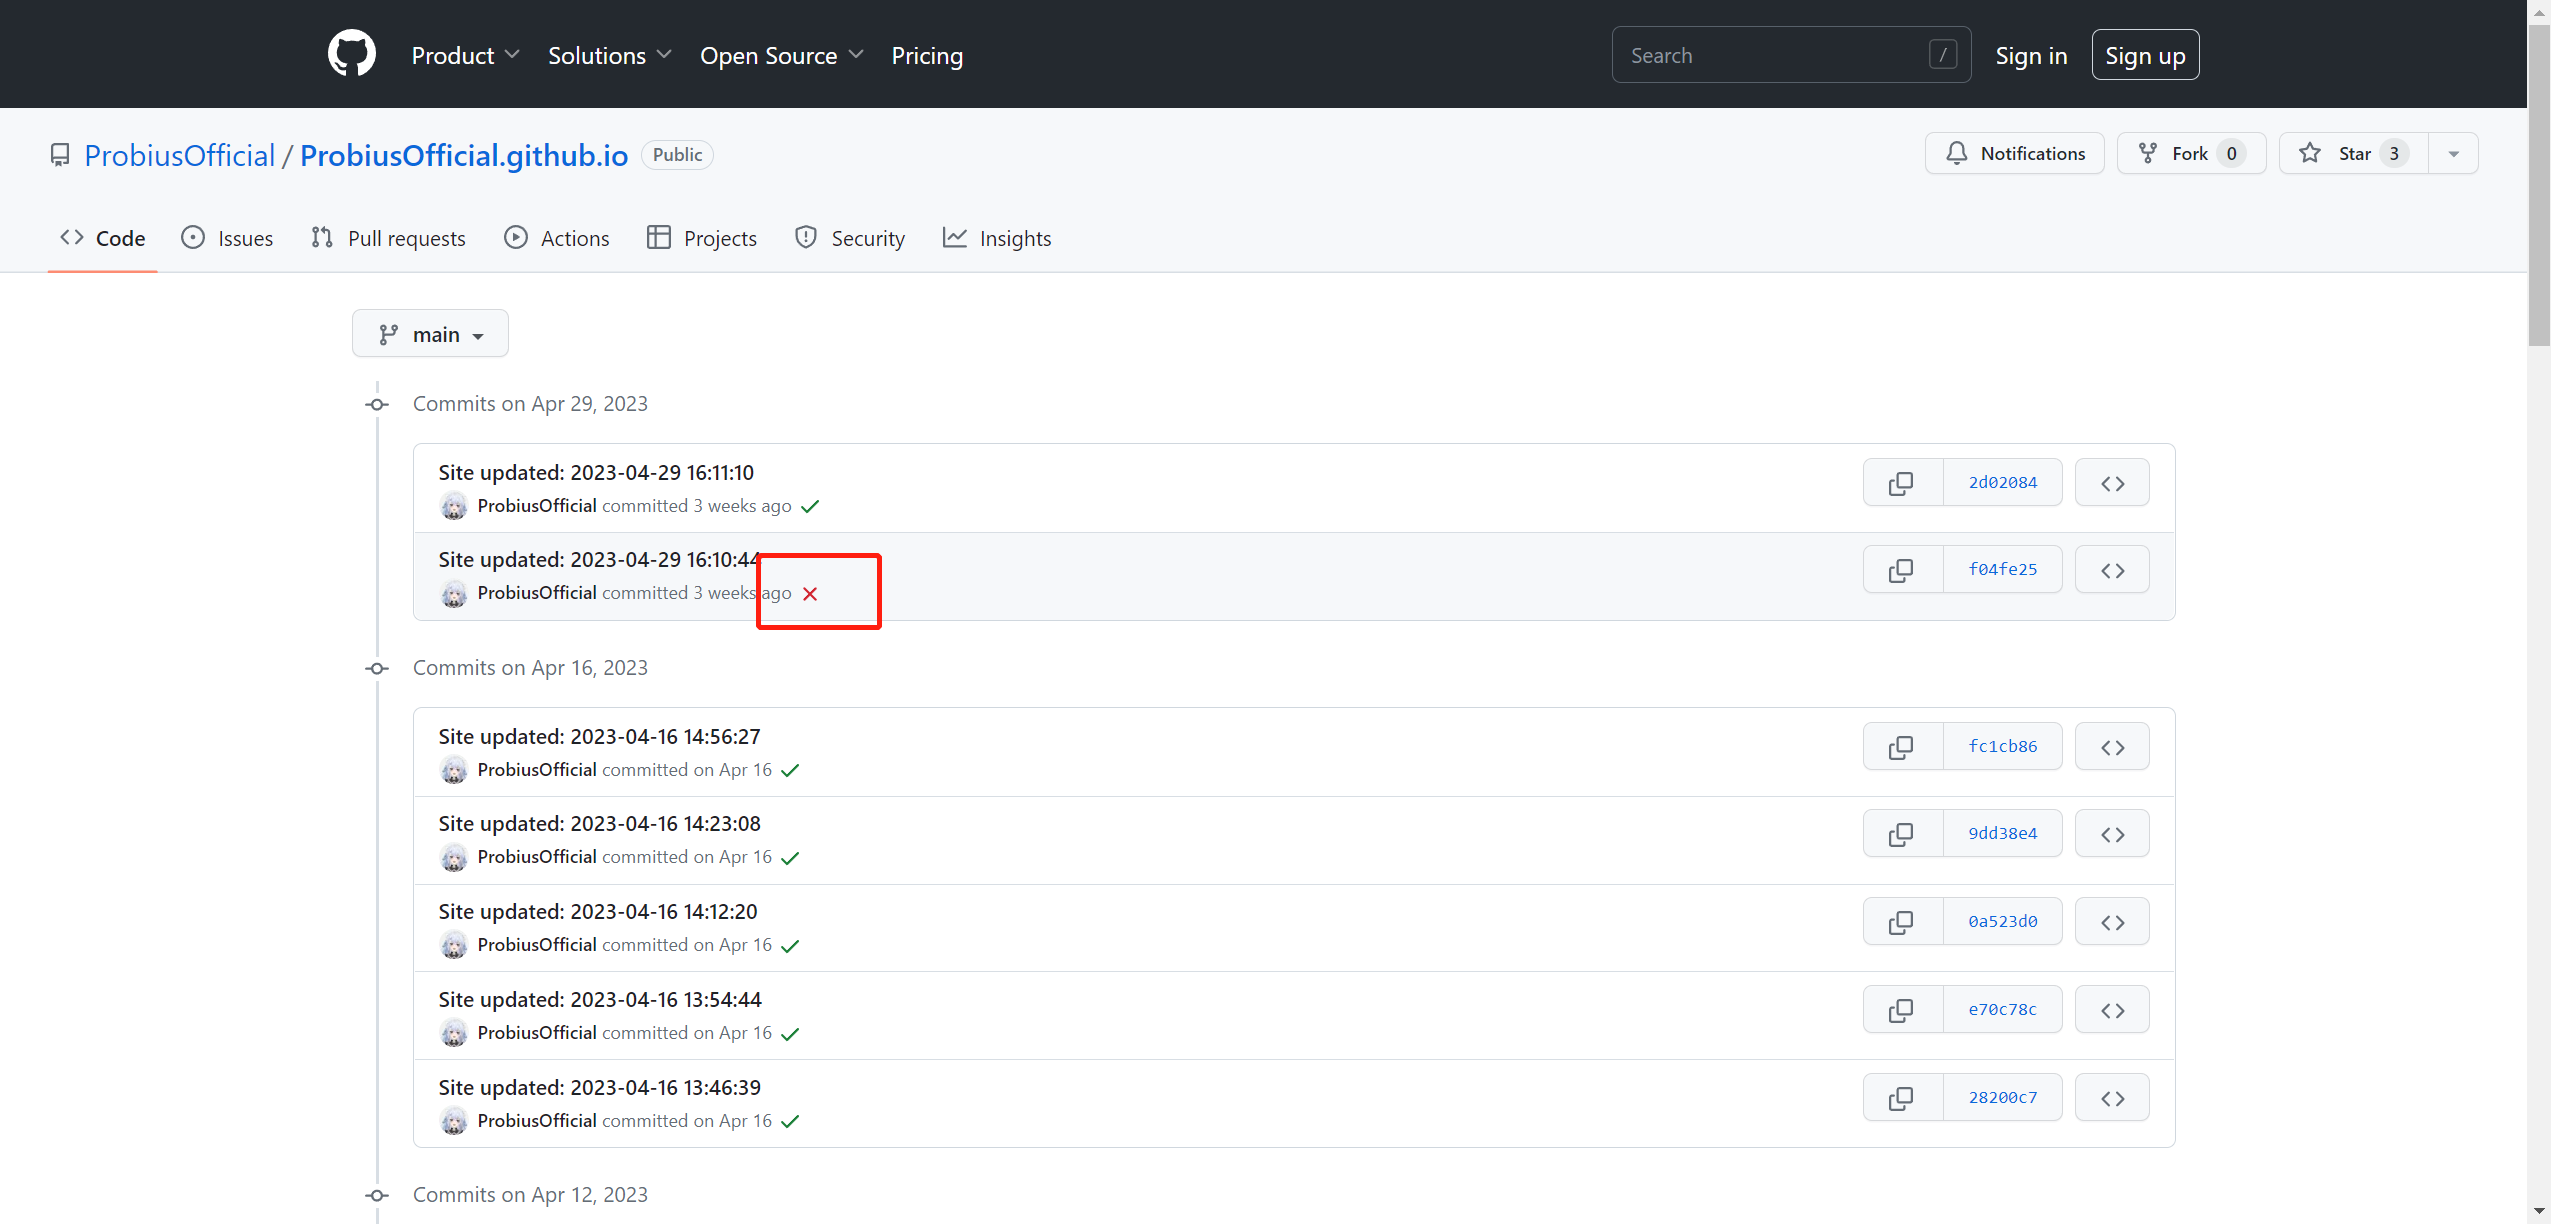 Product Solutions Open Source Pricing Search / Sign in Sign up
ProbiusOfficial / ProbiusOfficial.github.io Public Notifications Fork 0 Star 3
Code Issues Pull requests Actions Projects Security Insights
main
Commits on Apr 29, 2023
Site updated: 2023-04-29 16:11:10
ProbiusOfficial committed 3 weeks ago
2d02084
Site updated: 2023-04-29 16:10:44
ProbiusOfficial committed 3 weeks ago
f04fe25
Commits on Apr 16, 2023
Site updated: 2023-04-16 14:56:27
ProbiusOfficial committed on Apr 16
fc1cb86
Site updated: 2023-04-16 14:23:08
ProbiusOfficial committed on Apr 16
9dd38e4
Site updated: 2023-04-16 14:12:20
ProbiusOfficial committed on Apr 16
0a523d0
Site updated: 2023-04-16 13:54:44
ProbiusOfficial committed on Apr 16
e70c78c
Site updated: 2023-04-16 13:46:39
ProbiusOfficial committed on Apr 16
28200c7
Commits on Apr 12, 2023